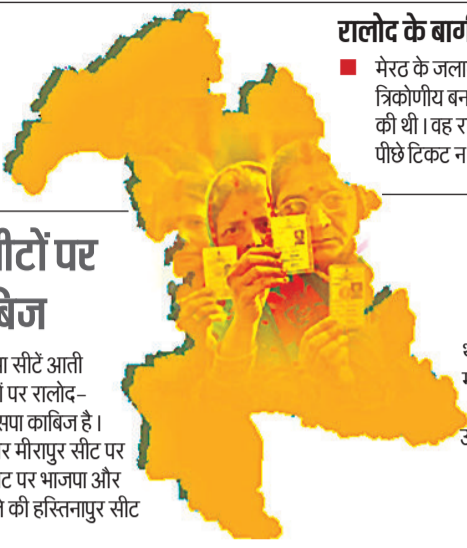 रालोद के बागी
मेरठ के जला
त्रिकोणीय बन
की थी। वह र
पीछे टिकट न
ीटों पर
बिज
ा सीटें आती
ं पर रालोद-
सपा काबिज है।
र मीरापुर सीट पर
ट पर भाजपा और
ने की हस्तिनापुर सीट